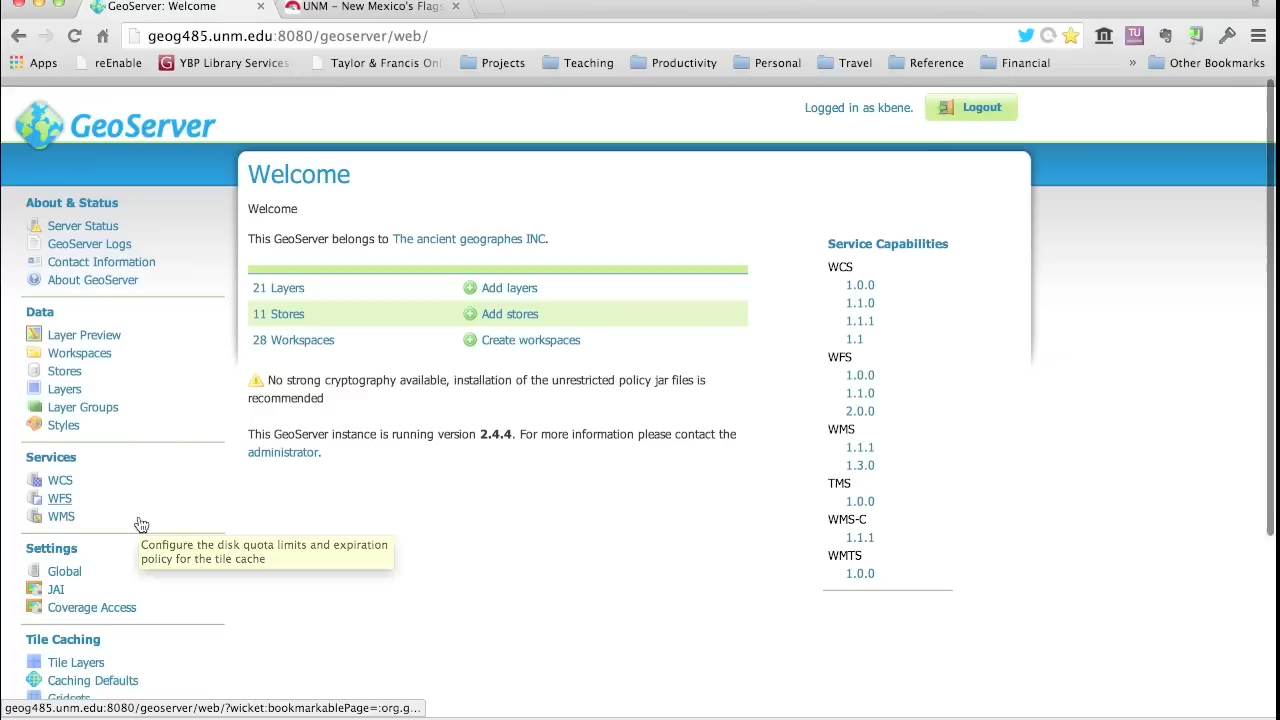 GeoServer: Welcome
UNM - New Mexico's Flags
geog485.unm.edu:8080/geoserver/web/
Apps reEnable YBP Library Service Taylor & Francis On Projects Teaching Productivity Personal Travel Reference Financial » Other Bookmarks
GeoServer
Logged in as kbene. Logout
About & Status
Server Status
GeoServer Logs
Contact Information
About GeoServer
Data
Layer Preview
Workspaces
Stores
Layers
Layer Groups
Styles
Services
WCS
WFS
WMS
Settings
Global
JAI
Coverage Access
Tile Caching
Tile Layers
Caching Defaults
Gridsets
Welcome
Welcome
This GeoServer belongs to The ancient geographes INC.
21 Layers Add layers
11 Stores Add stores
28 Workspaces Create workspaces
No strong cryptography available, installation of the unrestricted policy jar files is
recommended
This GeoServer instance is running version 2.4.4. For more information please contact the
administrator.
Configure the disk quota limits and expiration
policy for the tile cache
Service Capabilities
WCS
1.0.0
1.1.0
1.1.1
1.1
WFS
1.0.0
1.1.0
2.0.0
WMS
1.1.1
1.3.0
TMS
1.0.0
WMS-C
1.1.1
WMTS
1.0.0
geog485.unm.edu:8080/geoserver/web/?wicket:bookmarkablePage=:org.g...